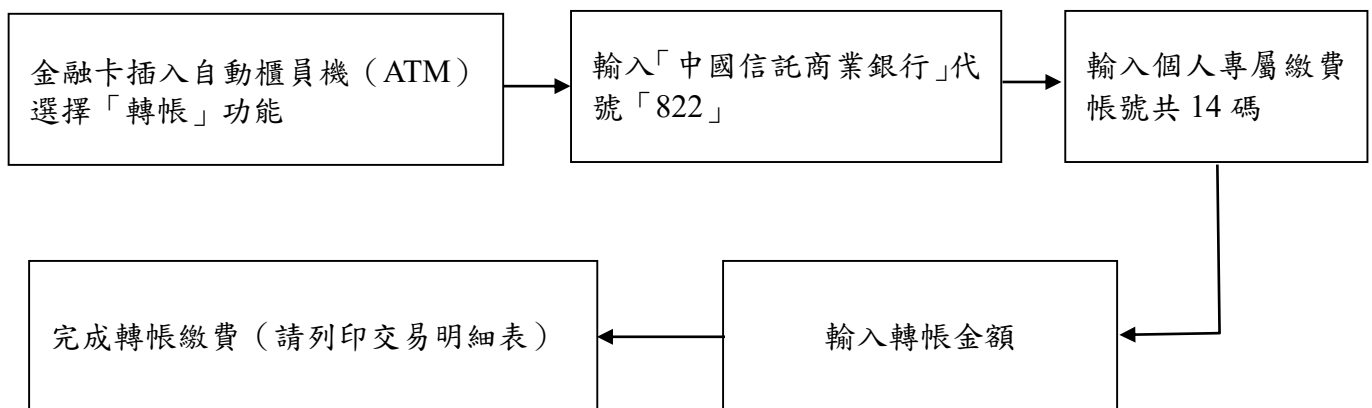 金融卡插入自動櫃員機（ATM）
選擇「轉帳」功能
輸入「中國信託商業銀行」代
號「822」
輸入個人專屬繳費
帳號共 14 碼
輸入轉帳金額
完成轉帳繳費（請列印交易明細表）